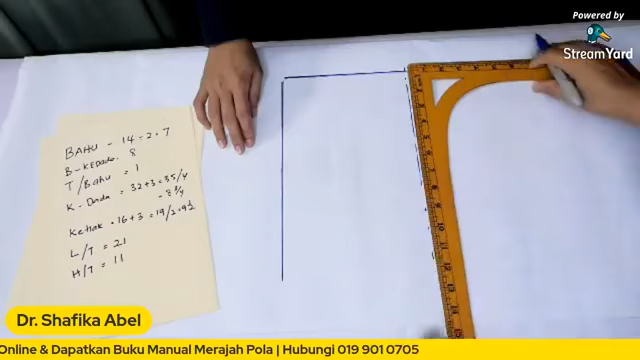 Powered by
StreamYard
BAHU - 14 ÷ 2 = 7
B-KEPALA. 8
T/BAHU = 1
K-Dada = 32+3 = 35/4
= 8 3/4
Ketiak = 16+3 = 19/2 = 9½
L/T = 21
H/T = 11
Dr. Shafika Abel
Online & Dapatkan Buku Manual Merajah Pola | Hubungi 019 901 0705